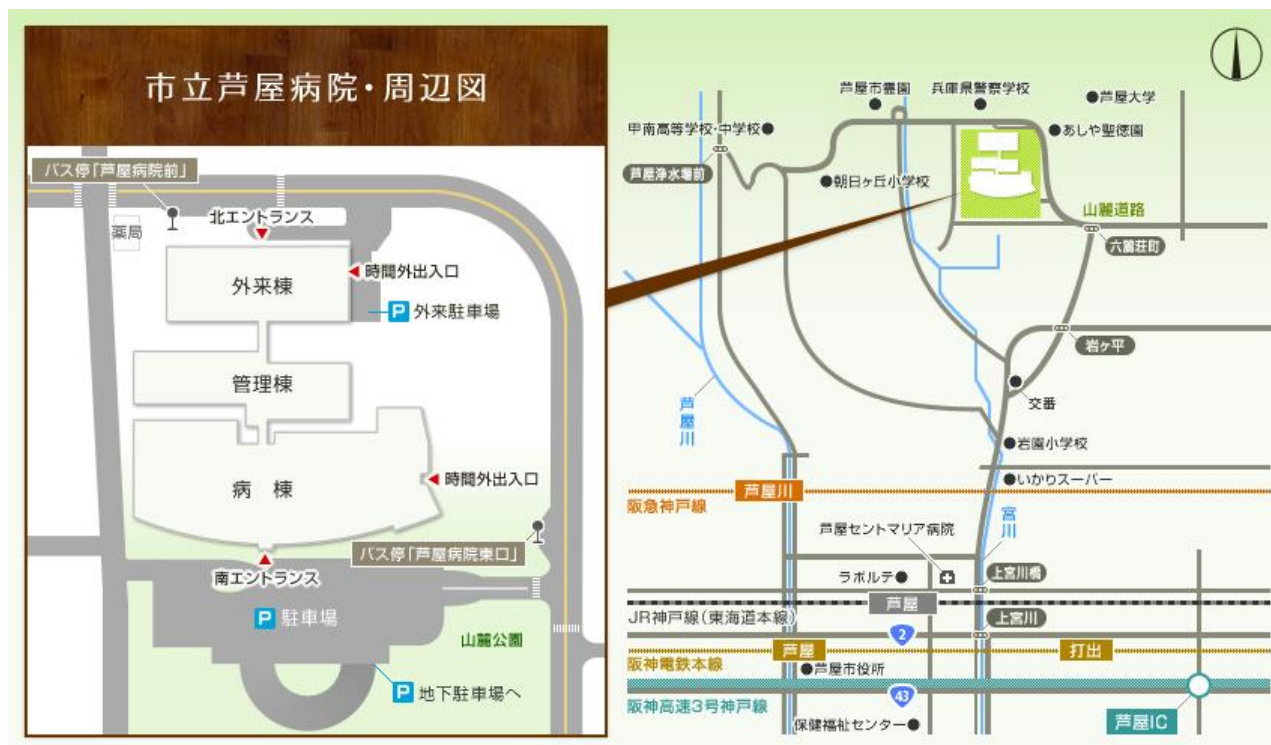 市立芦屋病院・周辺図
バス停「芦屋病院前」
薬局
北エントランス
外来棟
時間外出入口
P 外来駐車場
管理棟
病 棟
時間外出入口
バス停「芦屋病院東口」
南エントランス
P 駐車場
山麓公園
P 地下駐車場へ
芦屋市霊園
兵庫県警察学校
芦屋大学
甲南高等学校・中学校
あしや聖徳園
芦屋浄水場前
朝日ヶ丘小学校
山麓道路
六麓荘町
岩ヶ平
交番
芦屋川
岩園小学校
いかりスーパー
芦屋川
阪急神戸線
宮川
芦屋セントマリア病院
ラポルテ
上宮川橋
芦屋
JR神戸線(東海道本線)
2
上宮川
芦屋
打出
阪神電鉄本線
芦屋市役所
43
阪神高速3号神戸線
保健福祉センター
芦屋IC